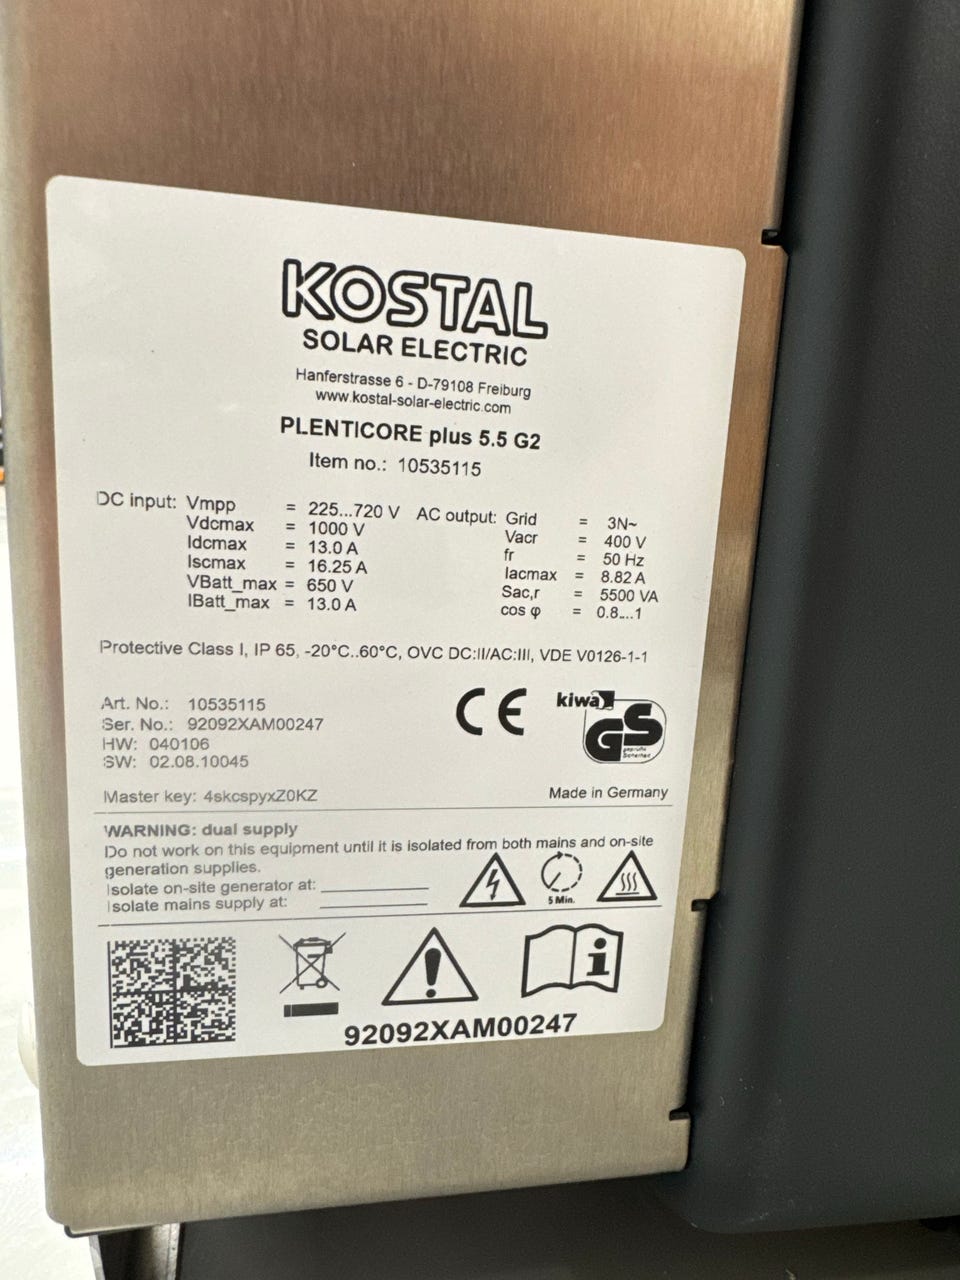 KOSTAL
SOLAR ELECTRIC
Hanferstrasse 6 - D-79108 Freiburg
www.kostal-solar-electric.com
PLENTICORE plus 5.5 G2
Item no.: 10535115
DC input: Vmpp = 225...720 V
Vdcmax = 1000 V
Idcmax = 13.0 A
Iscmax = 16.25 A
VBatt_max = 650 V
IBatt_max = 13.0 A
AC output: Grid = 3N~
Vacr = 400 V
fr = 50 Hz
Iacmax = 8.82 A
Sac,r = 5500 VA
cos φ = 0.8...1
Protective Class I, IP 65, -20°C..60°C, OVC DC:II/AC:III, VDE V0126-1-1
Art. No.: 10535115
Ser. No.: 92092XAM00247
HW: 040106
SW: 02.08.10045
Master key: 4skcspyxZ0KZ
CE
kiwa
GS
geprüfte
Sicherheit
Made in Germany
WARNING: dual supply
Do not work on this equipment until it is isolated from both mains and on-site
generation supplies.
Isolate on-site generator at:
Isolate mains supply at:
5 Min.
92092XAM00247